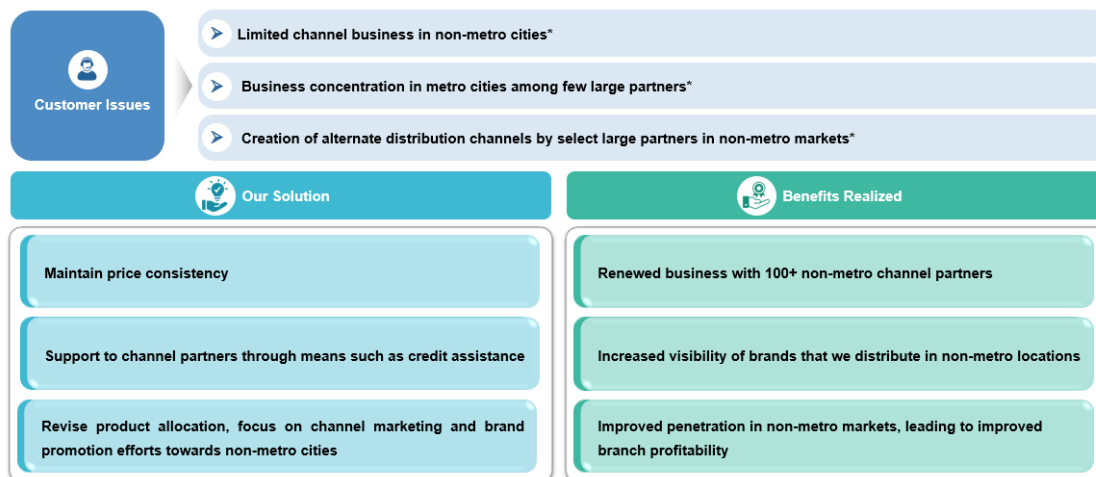 Customer Issues
Limited channel business in non-metro cities*
Business concentration in metro cities among few large partners*
Creation of alternate distribution channels by select large partners in non-metro markets*
Our Solution
Maintain price consistency
Support to channel partners through means such as credit assistance
Revise product allocation, focus on channel marketing and brand
promotion efforts towards non-metro cities
Benefits Realized
Renewed business with 100+ non-metro channel partners
Increased visibility of brands that we distribute in non-metro locations
Improved penetration in non-metro markets, leading to improved
branch profitability